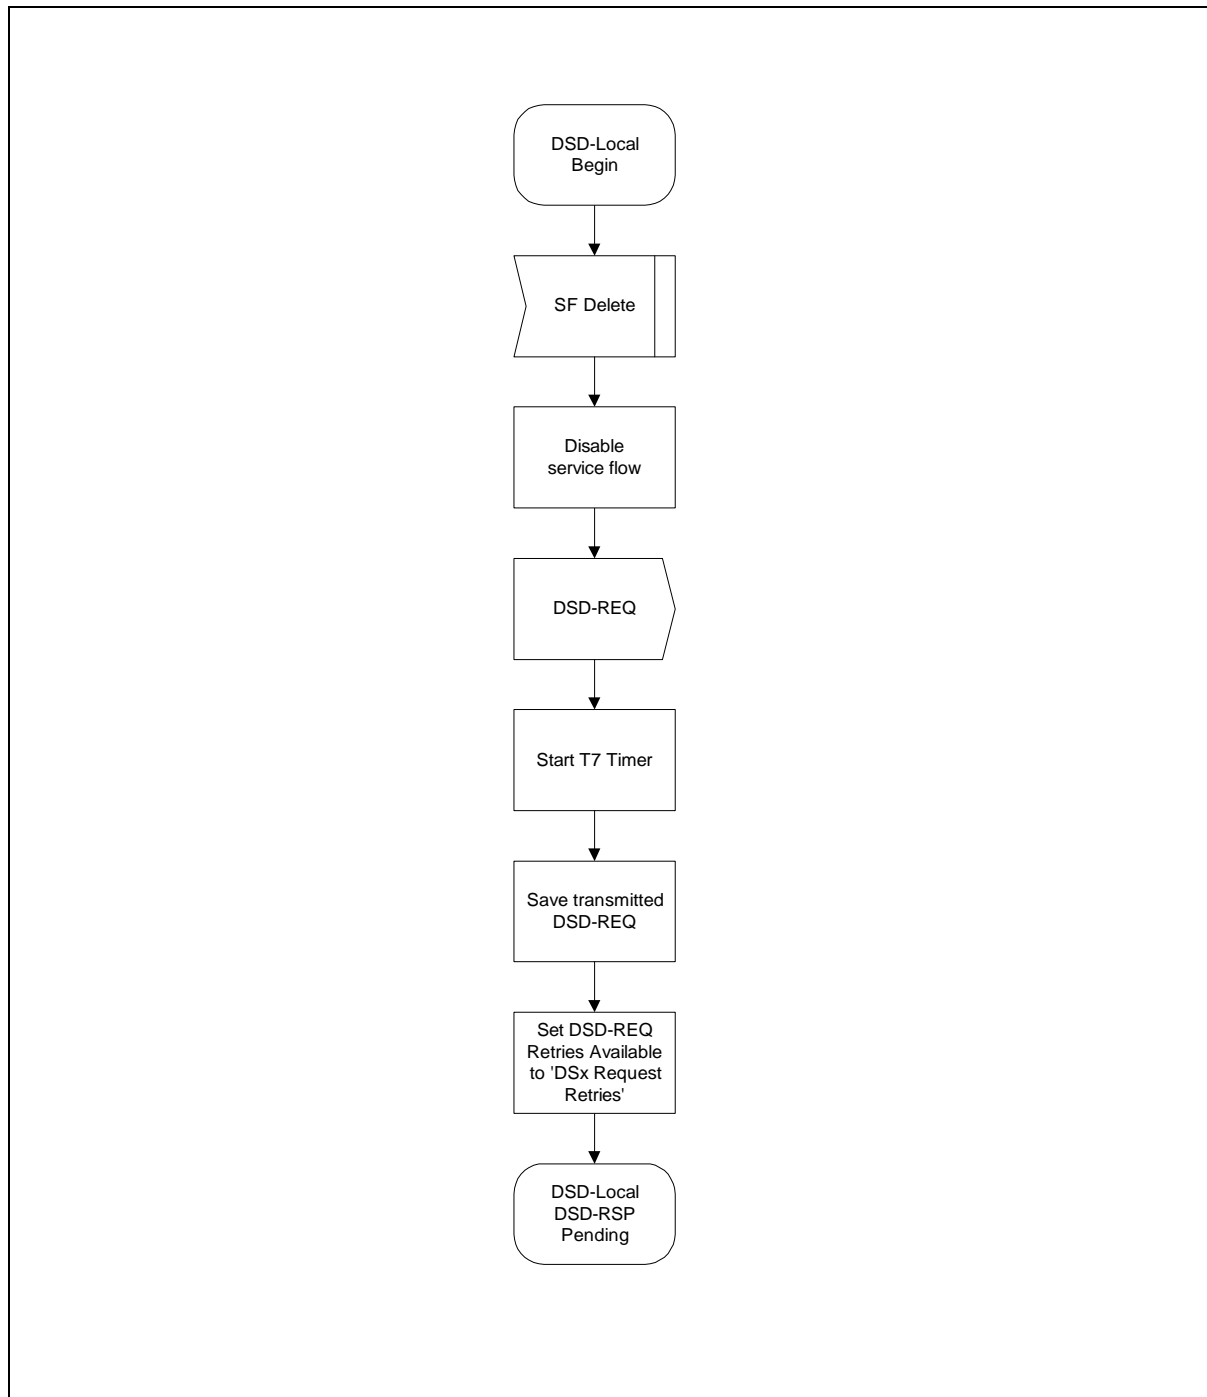 DSD-Local
Begin
SF Delete
Disable
service flow
DSD-REQ
Start T7 Timer
Save transmitted
DSD-REQ
Set DSD-REQ
Retries Available
to 'DSx Request
Retries'
DSD-Local
DSD-RSP
Pending